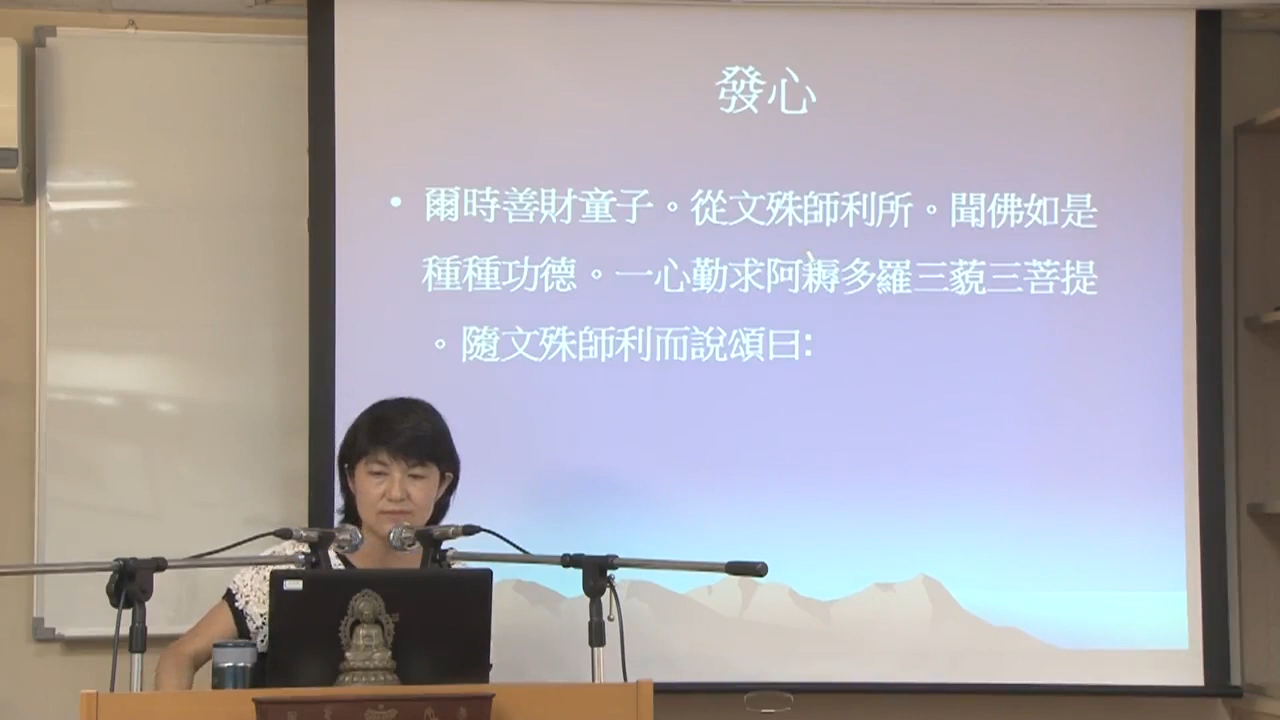 發心
• 爾時善財童子。從文殊師利所。聞佛如是
種種功德。一心勤求阿耨多羅三藐三菩提
。隨文殊師利而說頌曰: